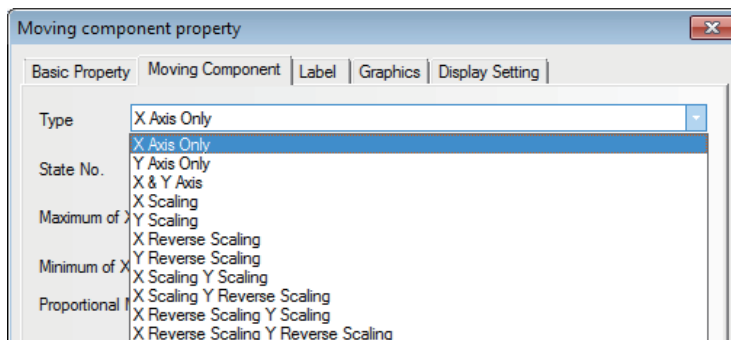 Moving component property
Basic Property Moving Component Label Graphics Display Setting
Type X Axis Only
X Axis Only
Y Axis Only
State No.
X & Y Axis
X Scaling
Maximum of X
Y Scaling
X Reverse Scaling
Y Reverse Scaling
Minimum of X
X Scaling Y Scaling
X Scaling Y Reverse Scaling
Proportional
X Reverse Scaling Y Scaling
X Reverse Scaling Y Reverse Scaling